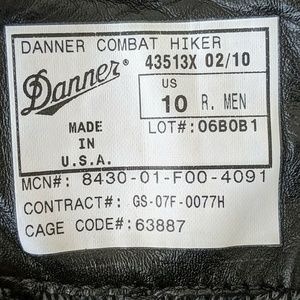 DANNER COMBAT HIKER
Danner®
43513X 02/10
US
10 R. MEN
MADE
IN
U.S.A.
LOT#: 06B0B1
MCN#: 8430-01-F00-4091
CONTRACT#: GS-07F-0077H
CAGE CODE#: 63887